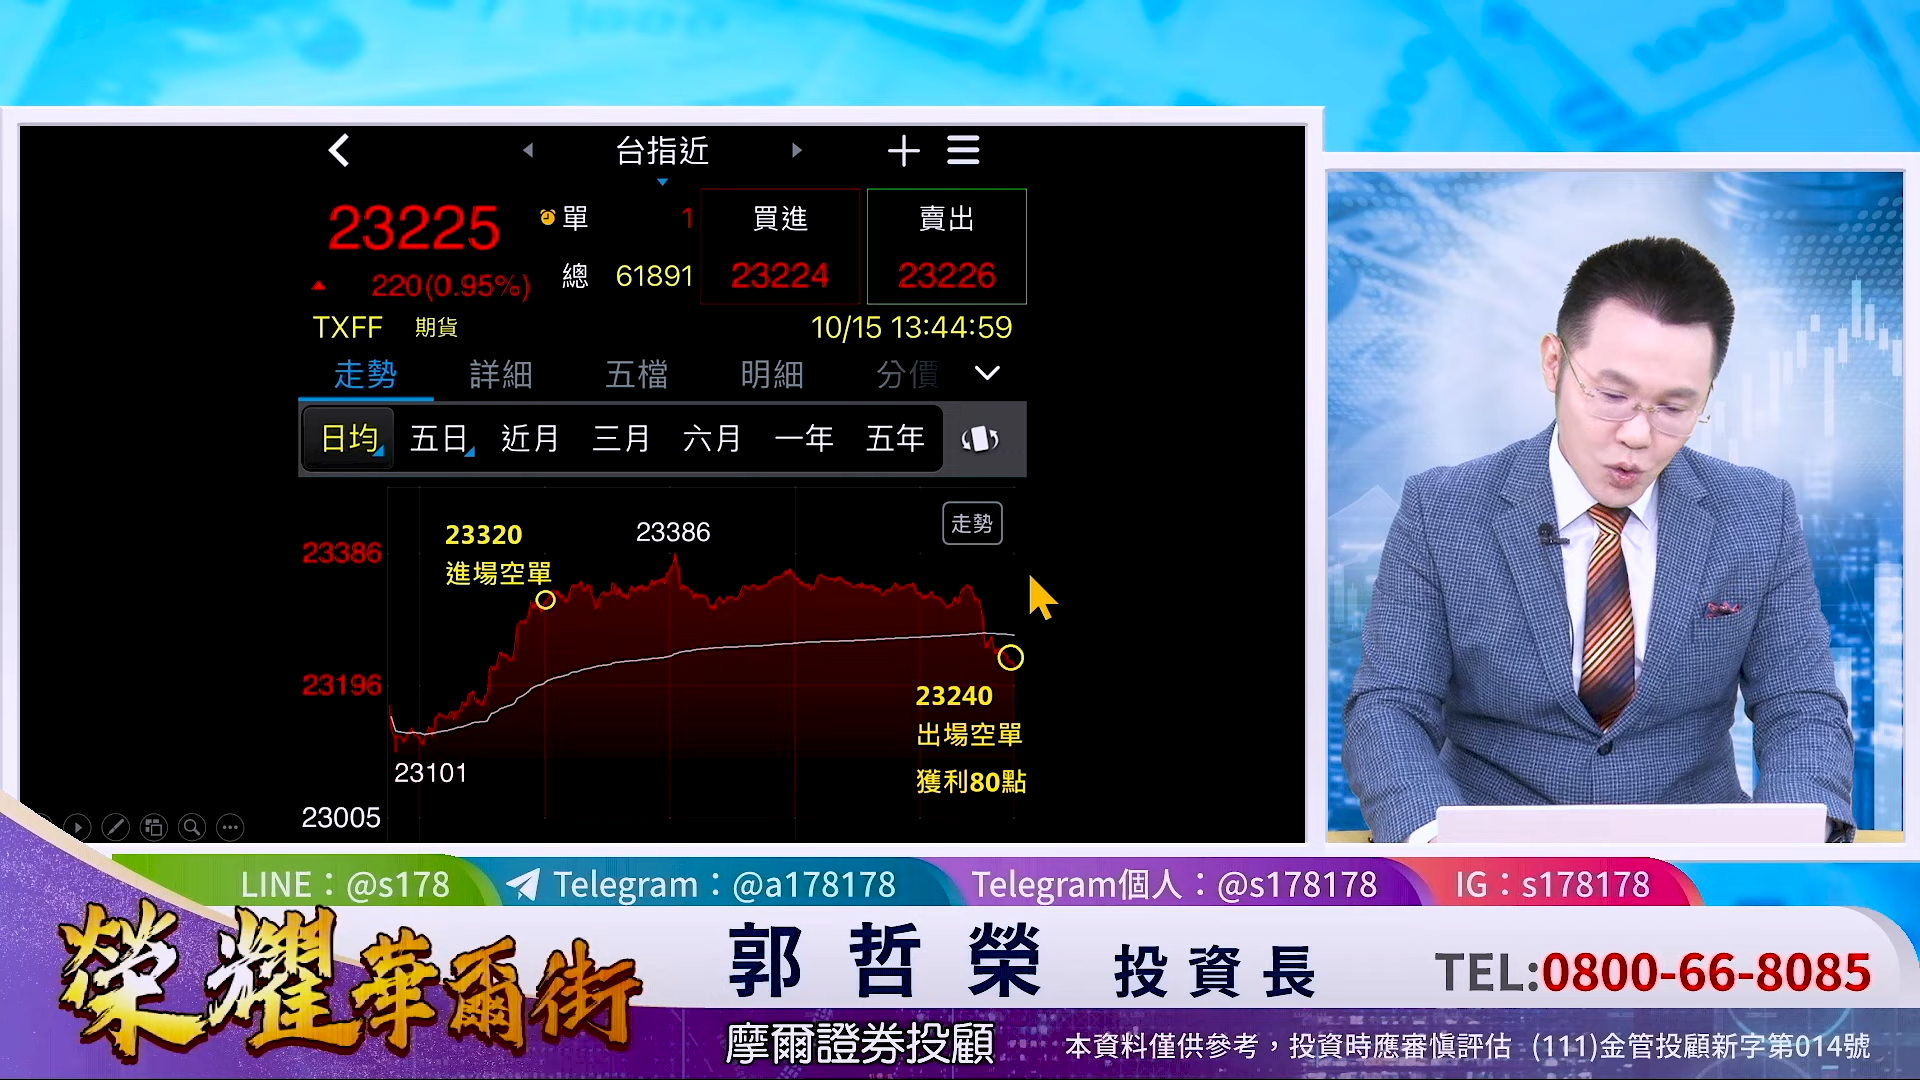 台指近
23225
單 1
買進
賣出
220(0.95%)
總 61891
23224
23226
TXFF 期貨
10/15 13:44:59
走勢 詳細 五檔 明細 分價
日均 五日 近月 三月 六月 一年 五年
走勢
23320
進場空單
23386
23386
23196
23240
出場空單
獲利80點
23101
23005
LINE：@s178
Telegram：@a178178
Telegram個人：@s178178
IG：s178178
榮耀華爾街
郭哲榮 投資長
TEL:0800-66-8085
摩爾證券投顧
本資料僅供參考，投資時應審慎評估 (111)金管投顧新字第014號